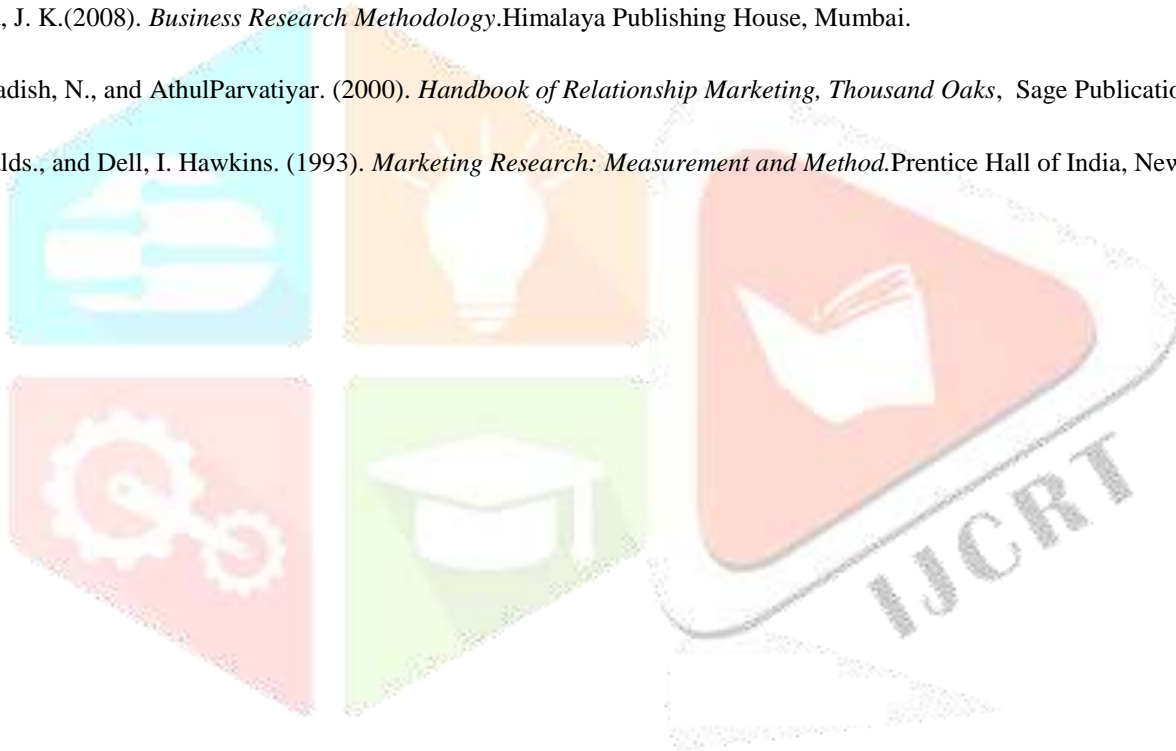 , J. K.(2008). Business Research Methodology.Himalaya Publishing House, Mumbai.
adish, N., and AthulParvatiyar. (2000). Handbook of Relationship Marketing, Thousand Oaks, Sage Publicatio
lds., and Dell, I. Hawkins. (1993). Marketing Research: Measurement and Method.Prentice Hall of India, New
IJCRT